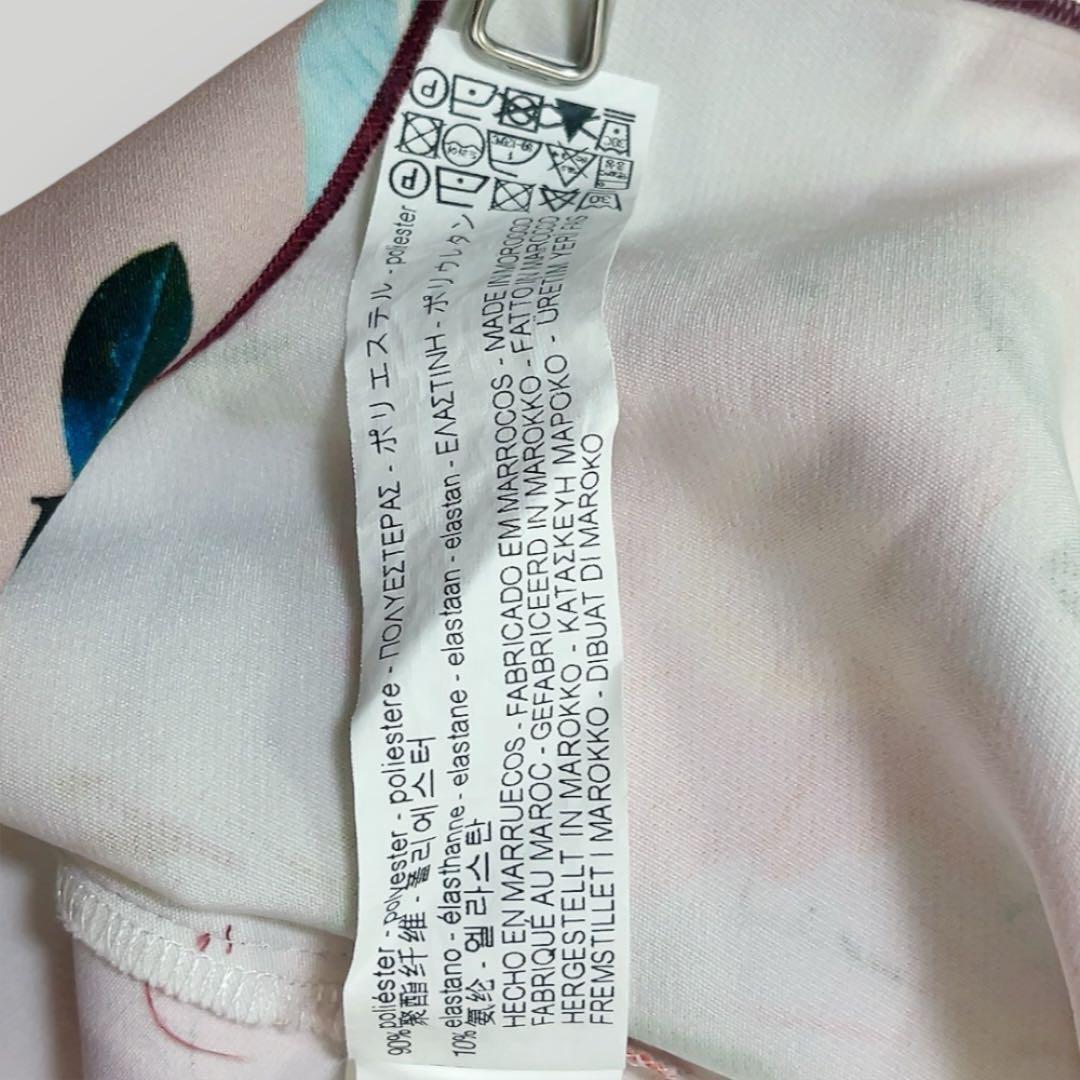 90% poliéster - polyester - poliestere - ΠΟΛΥΕΣΤΕΡΑΣ - ポリエステル - poliester
聚酯纤维 - 폴리에스터
10% elastano - élasthanne - elastane - elastaan - elastan - ΕΛΑΣΤΙΝΗ - ポリウレタン
氨纶 - 엘라스탄
HECHO EN MARRUECOS - FABRICADO EM MARROCOS - MADE IN MOROCCO
FABRIQUÉ AU MAROC - GEFABRICEERD IN MAROKKO - FATTO IN MAROCCO
HERGESTELLT IN MAROKKO - ΚΑΤΑΣΚΕΥΗ ΜΑΡΟΚΟ - ÜRETIM YERI FAS
FREMSTILLET I MAROKKO - DIBUAT DI MAROKO